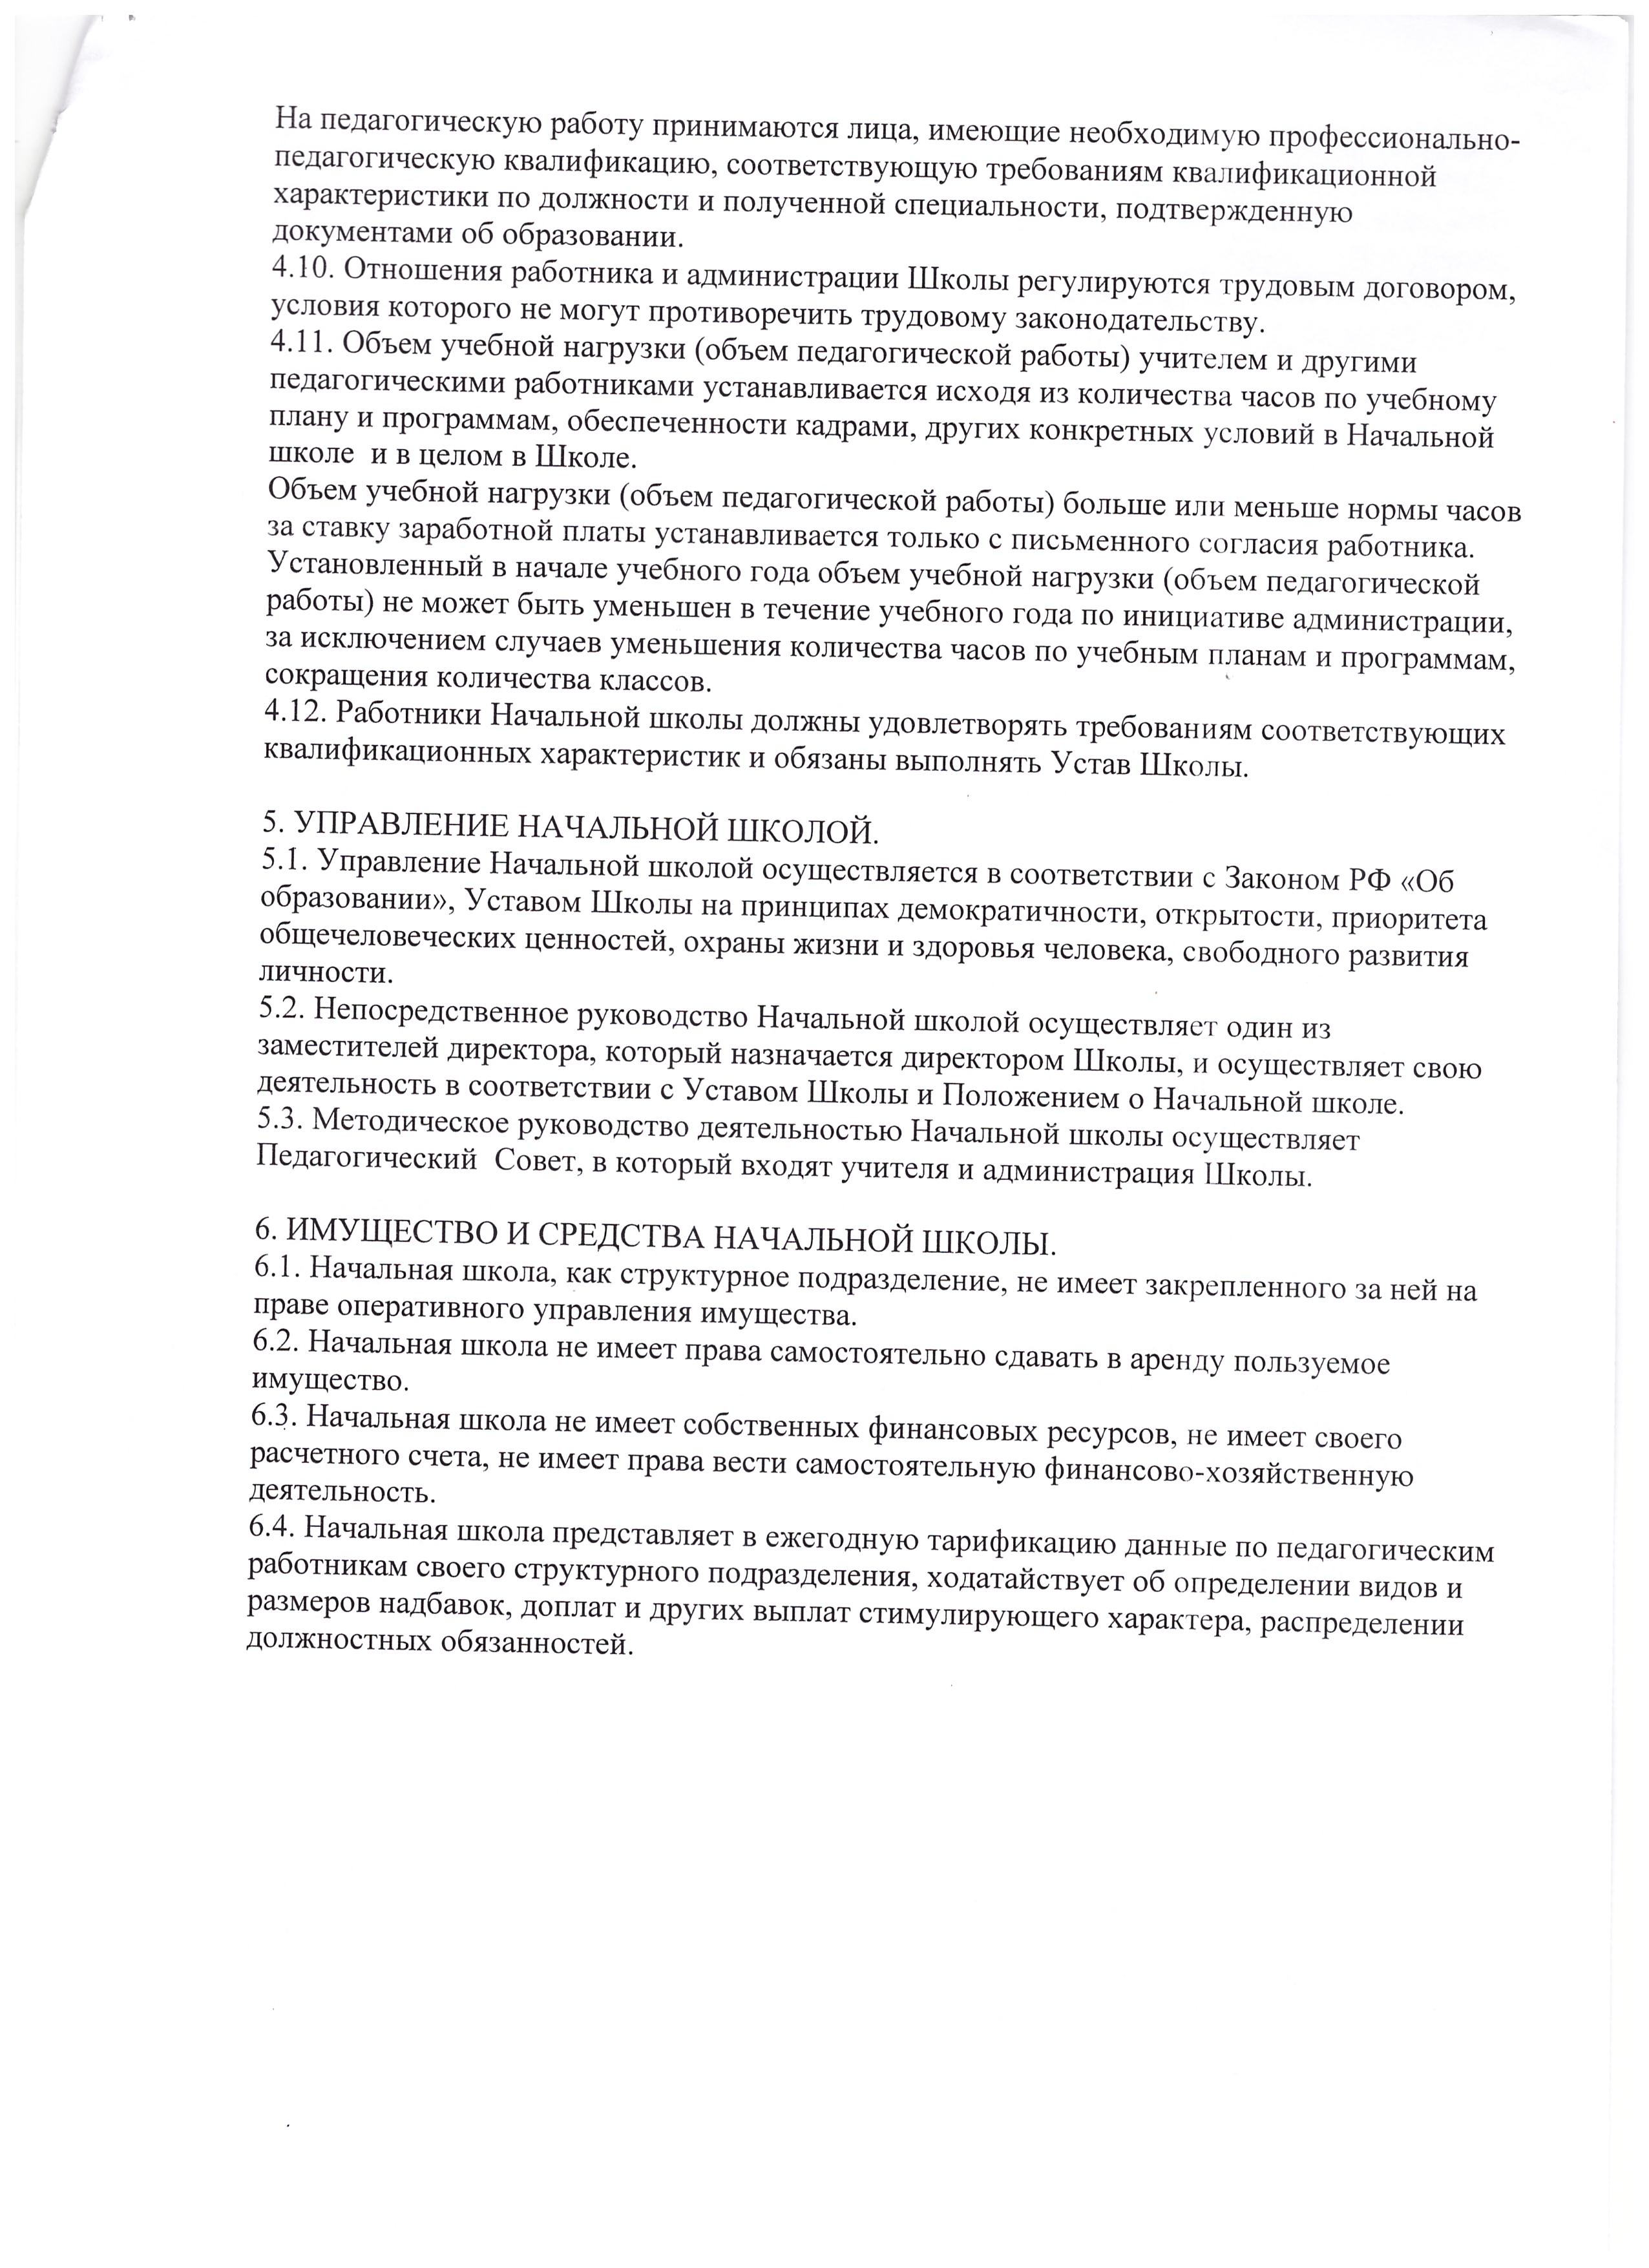 На педагогическую работу принимаются лица, имеющие необходимую профессионально-
педагогическую квалификацию, соответствующую требованиям квалификационной
характеристики по должности и полученной специальности, подтвержденную
документами об образовании.
4.10. Отношения работника и администрации Школы регулируются трудовым договором,
условия которого не могут противоречить трудовому законодательству.
4.11. Объем учебной нагрузки (объем педагогической работы) учителем и другими
педагогическими работниками устанавливается исходя из количества часов по учебному
плану и программам, обеспеченности кадрами, других конкретных условий в Начальной
школе  и в целом в Школе.
Объем учебной нагрузки (объем педагогической работы) больше или меньше нормы часов
за ставку заработной платы устанавливается только с письменного согласия работника.
Установленный в начале учебного года объем учебной нагрузки (объем педагогической
работы) не может быть уменьшен в течение учебного года по инициативе администрации,
за исключением случаев уменьшения количества часов по учебным планам и программам,
сокращения количества классов.
4.12. Работники Начальной школы должны удовлетворять требованиям соответствующих
квалификационных характеристик и обязаны выполнять Устав Школы.
5. УПРАВЛЕНИЕ НАЧАЛЬНОЙ ШКОЛОЙ.
5.1. Управление Начальной школой осуществляется в соответствии с Законом РФ «Об
образовании», Уставом Школы на принципах демократичности, открытости, приоритета
общечеловеческих ценностей, охраны жизни и здоровья человека, свободного развития
личности.
5.2. Непосредственное руководство Начальной школой осуществляет один из
заместителей директора, который назначается директором Школы, и осуществляет свою
деятельность в соответствии с Уставом Школы и Положением о Начальной школе.
5.3. Методическое руководство деятельностью Начальной школы осуществляет
Педагогический  Совет, в который входят учителя и администрация Школы.
6. ИМУЩЕСТВО И СРЕДСТВА НАЧАЛЬНОЙ ШКОЛЫ.
6.1. Начальная школа, как структурное подразделение, не имеет закрепленного за ней на
праве оперативного управления имущества.
6.2. Начальная школа не имеет права самостоятельно сдавать в аренду пользуемое
имущество.
6.3. Начальная школа не имеет собственных финансовых ресурсов, не имеет своего
расчетного счета, не имеет права вести самостоятельную финансово-хозяйственную
деятельность.
6.4. Начальная школа представляет в ежегодную тарификацию данные по педагогическим
работникам своего структурного подразделения, ходатайствует об определении видов и
размеров надбавок, доплат и других выплат стимулирующего характера, распределении
должностных обязанностей.